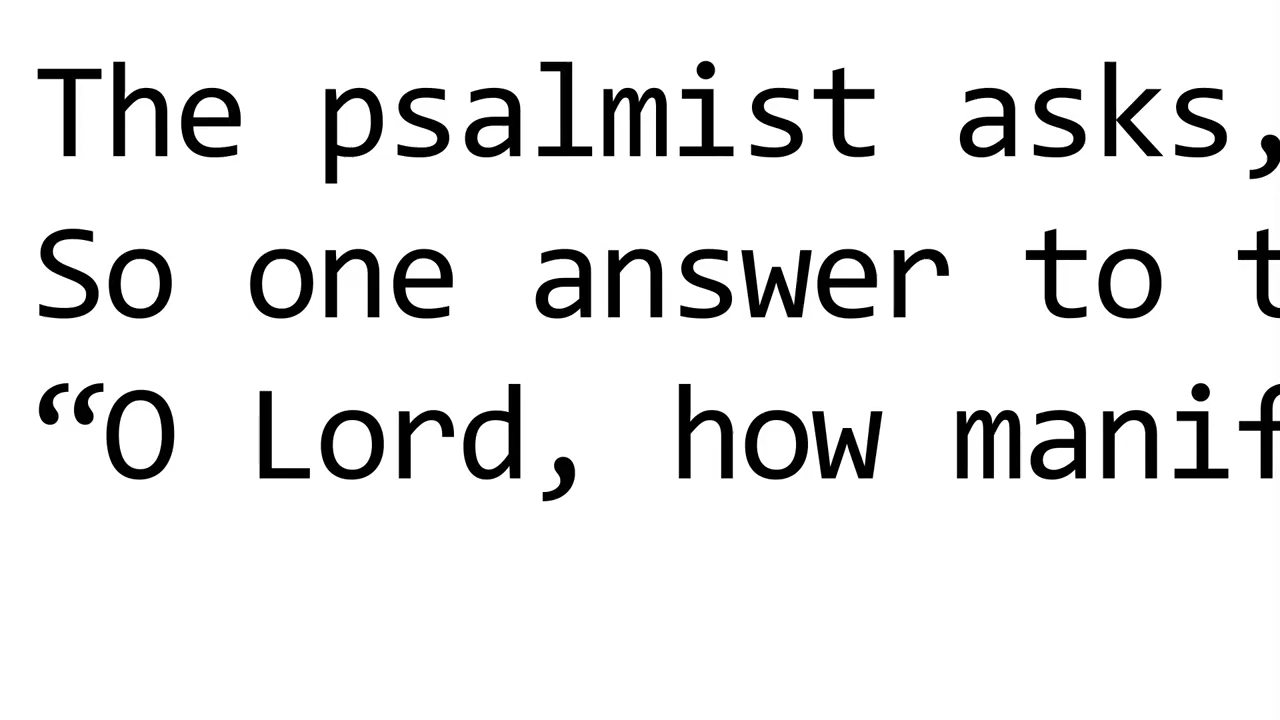 The psalmist asks,
So one answer to t
“O Lord, how manif